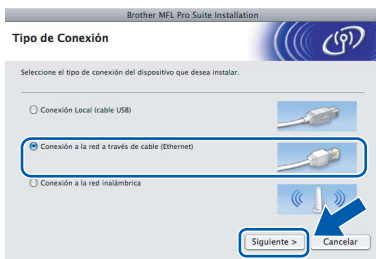 Brother MFL Pro Suite Installation
Tipo de Conexión
Seleccione el tipo de conexión del dispositivo que desea instalar.
Conexión Local (cable USB)
Conexión a la red a través de cable (Ethernet)
Conexión a la red inalámbrica
Siguiente >
Cancelar